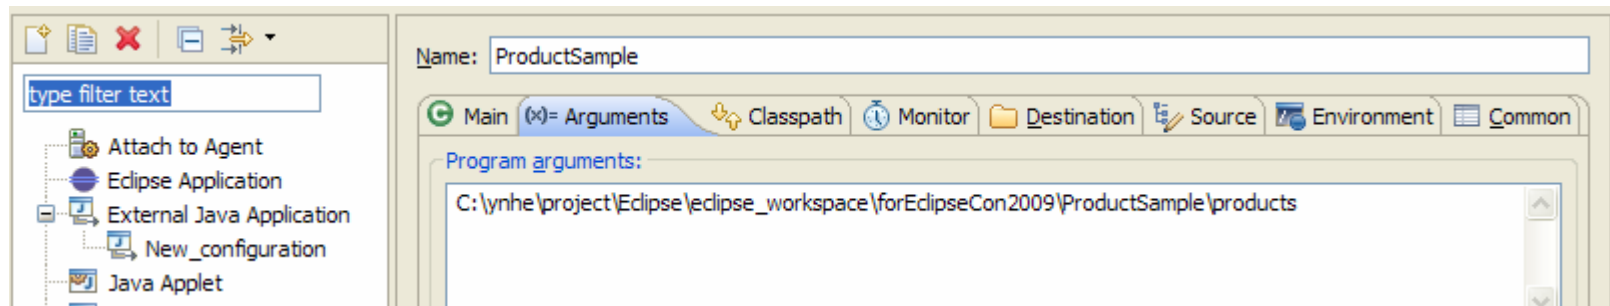 type filter text
Attach to Agent
Eclipse Application
External Java Application
New_configuration
Java Applet
Name: ProductSample
Main (x)= Arguments Classpath Monitor Destination Source Environment Common
Program arguments:
C:\ynhe\project\Eclipse\eclipse_workspace\forEclipseCon2009\ProductSample\products